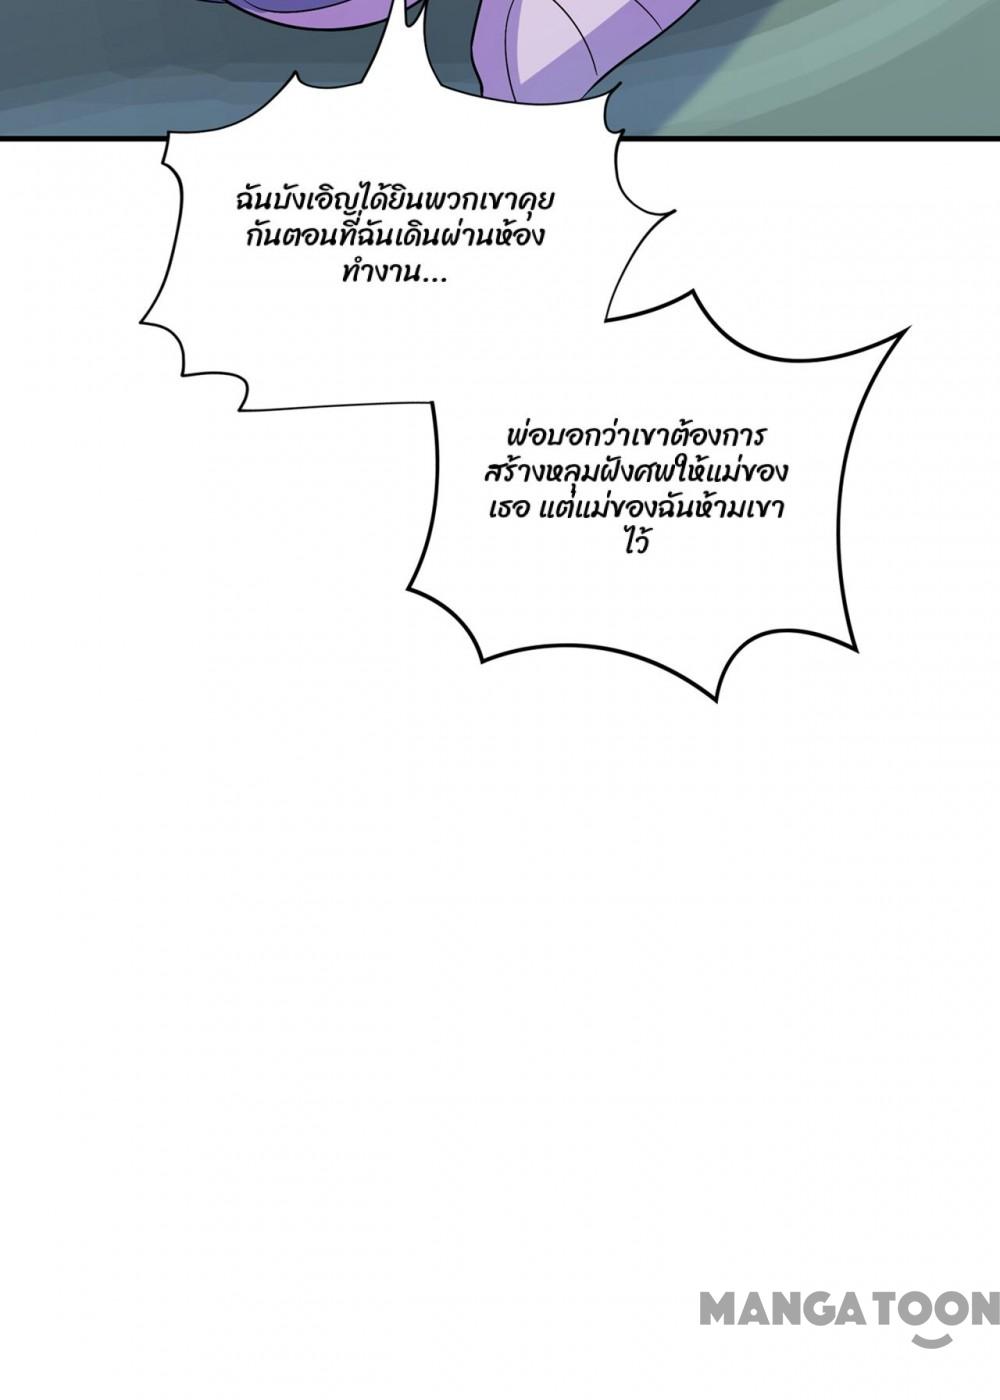 ฉันบังเอิญได้ยินพวกเขาคุย
กันตอนที่ฉันเดินผ่านห้อง
ทำงาน...
พ่อบอกว่าเขาต้องการ
สร้างหลุมฝังศพให้แม่ของ
เธอ แต่แม่ของฉันห้ามเขา
ไว้
MANGA TOON